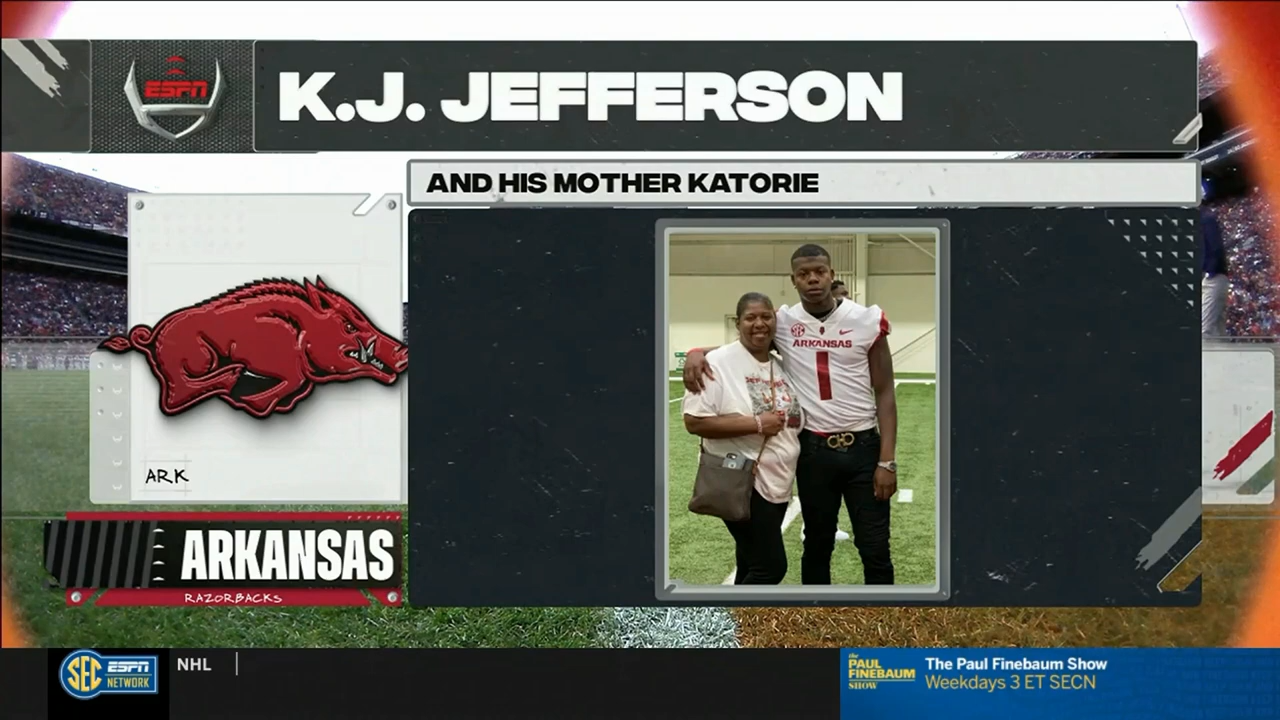 ESPN
K.J. JEFFERSON
AND HIS MOTHER KATORIE
ARKANSAS
1
ARK
ARKANSAS
RAZORBACKS
SEC ESPN NETWORK
NHL
the PAUL FINEBAUM SHOW
The Paul Finebaum Show
Weekdays 3 ET SECN